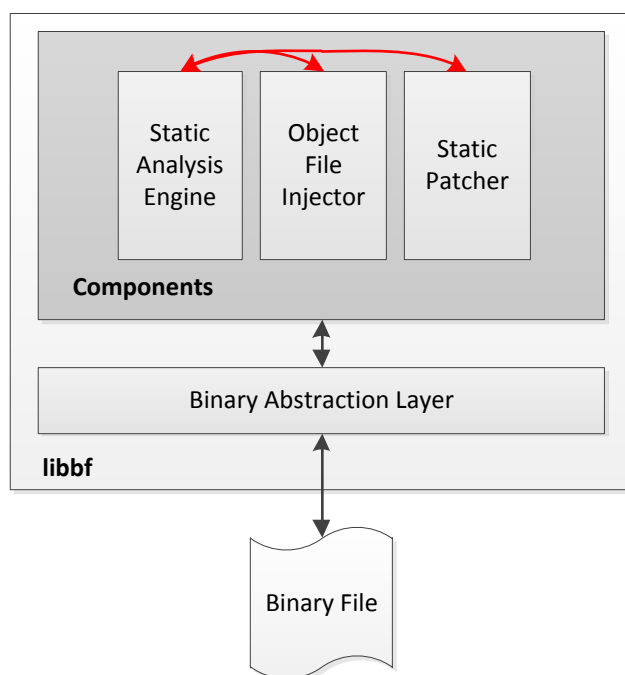 Static
Analysis
Engine
Object
File
Injector
Static
Patcher
Components
Binary Abstraction Layer
libbf
Binary File